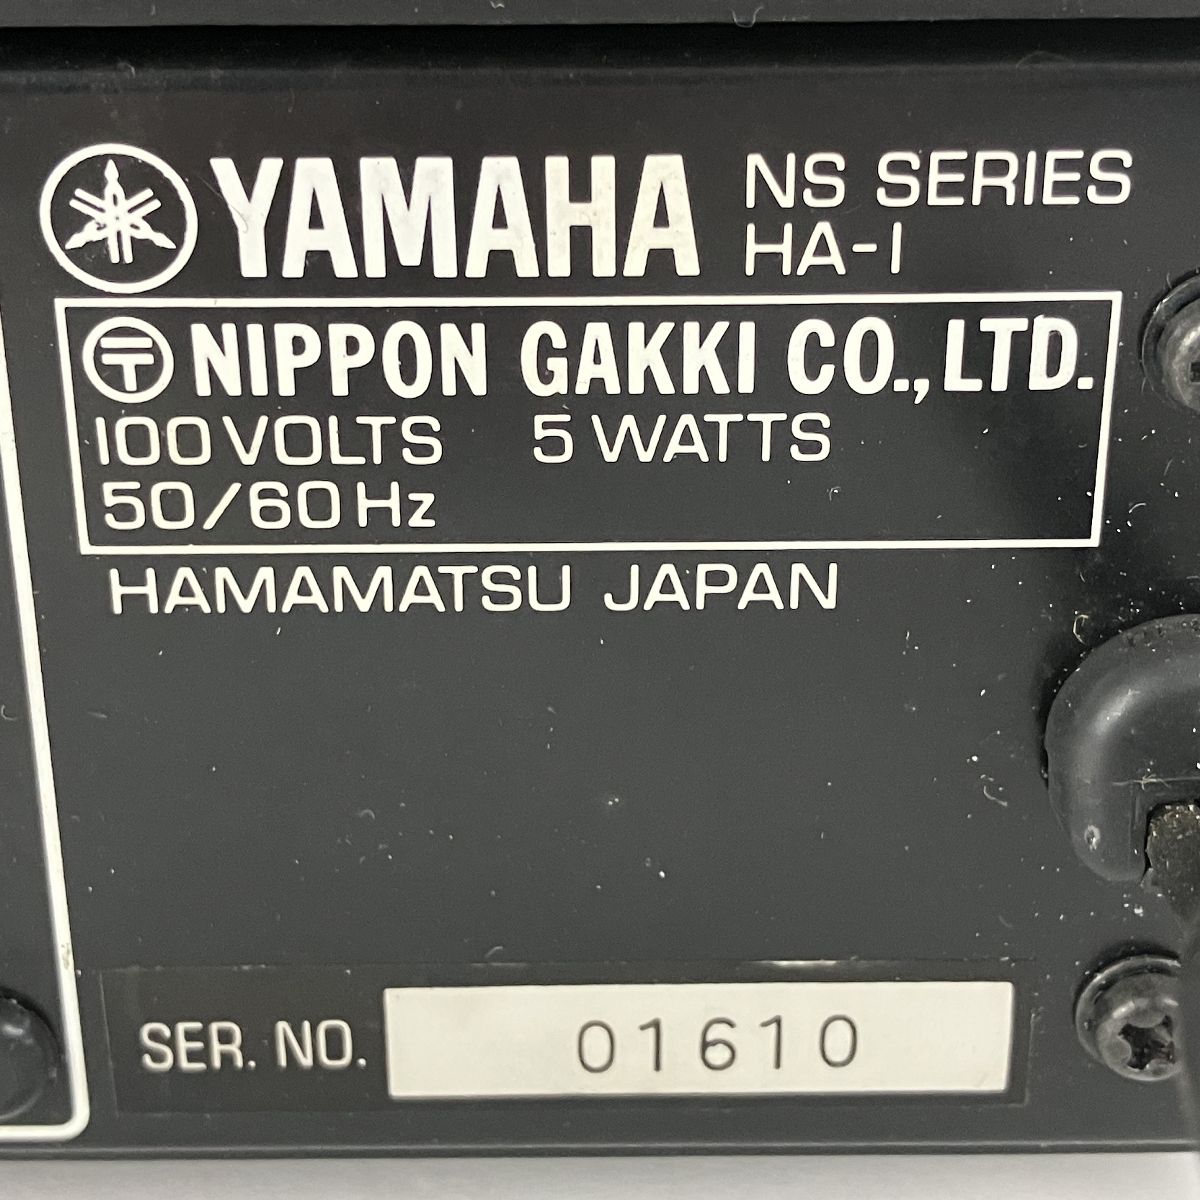 YAMAHA NS SERIES
HA-1
〒 NIPPON GAKKI CO., LTD.
100 VOLTS 5 WATTS
50/60 Hz
HAMAMATSU JAPAN
SER. NO. 01610